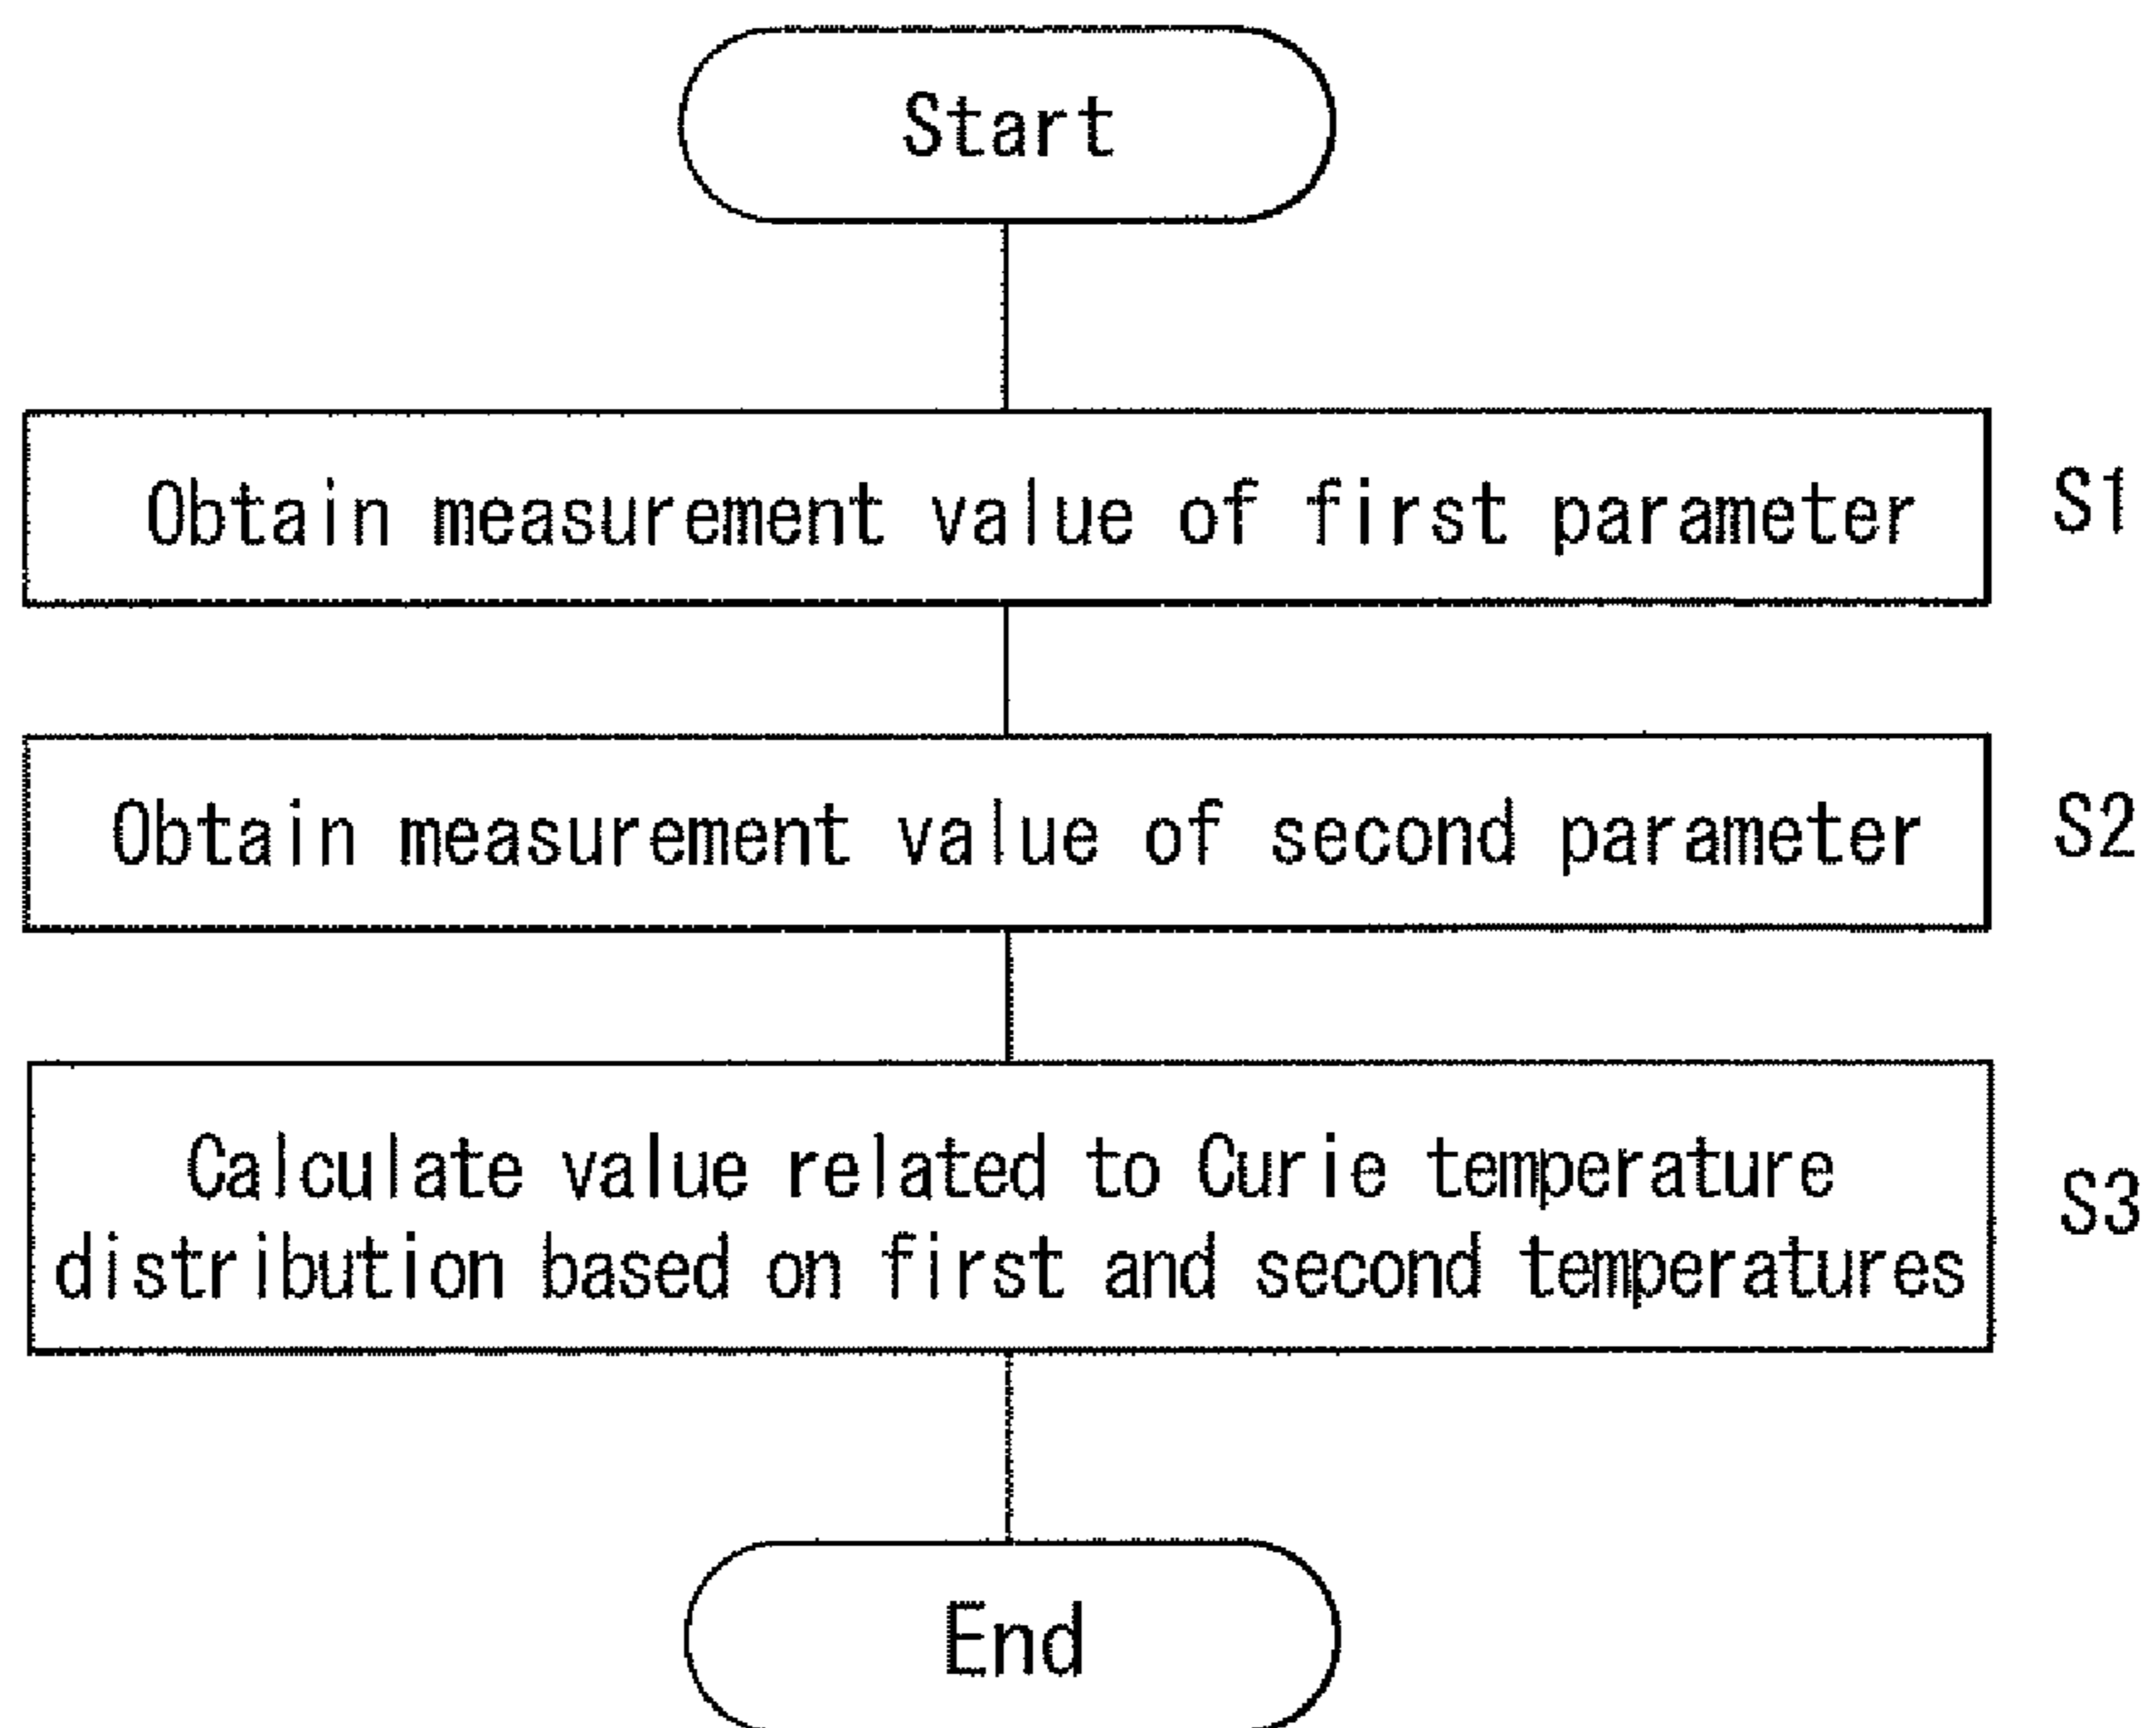 Start
Obtain measurement value of first parameter
S1
Obtain measurement value of second parameter
S2
Calculate value related to Curie temperature
distribution based on first and second temperatures
S3
End